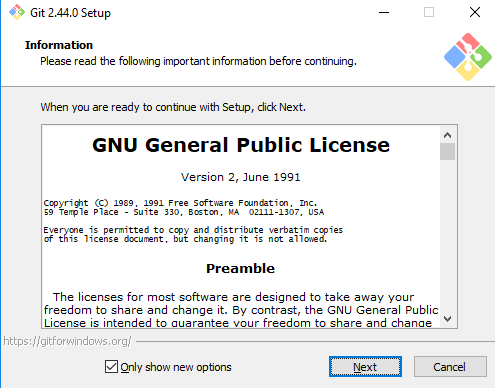 Git 2.44.0 Setup
Information
Please read the following important information before continuing.
When you are ready to continue with Setup, click Next.
GNU General Public License
Version 2, June 1991
Copyright (C) 1989, 1991 Free Software Foundation, Inc.
59 Temple Place - Suite 330, Boston, MA  02111-1307, USA
Everyone is permitted to copy and distribute verbatim copies
of this license document, but changing it is not allowed.
Preamble
The licenses for most software are designed to take away your
freedom to share and change it. By contrast, the GNU General Public
License is intended to guarantee your freedom to share and change
https://gitforwindows.org/
Only show new options
Next
Cancel